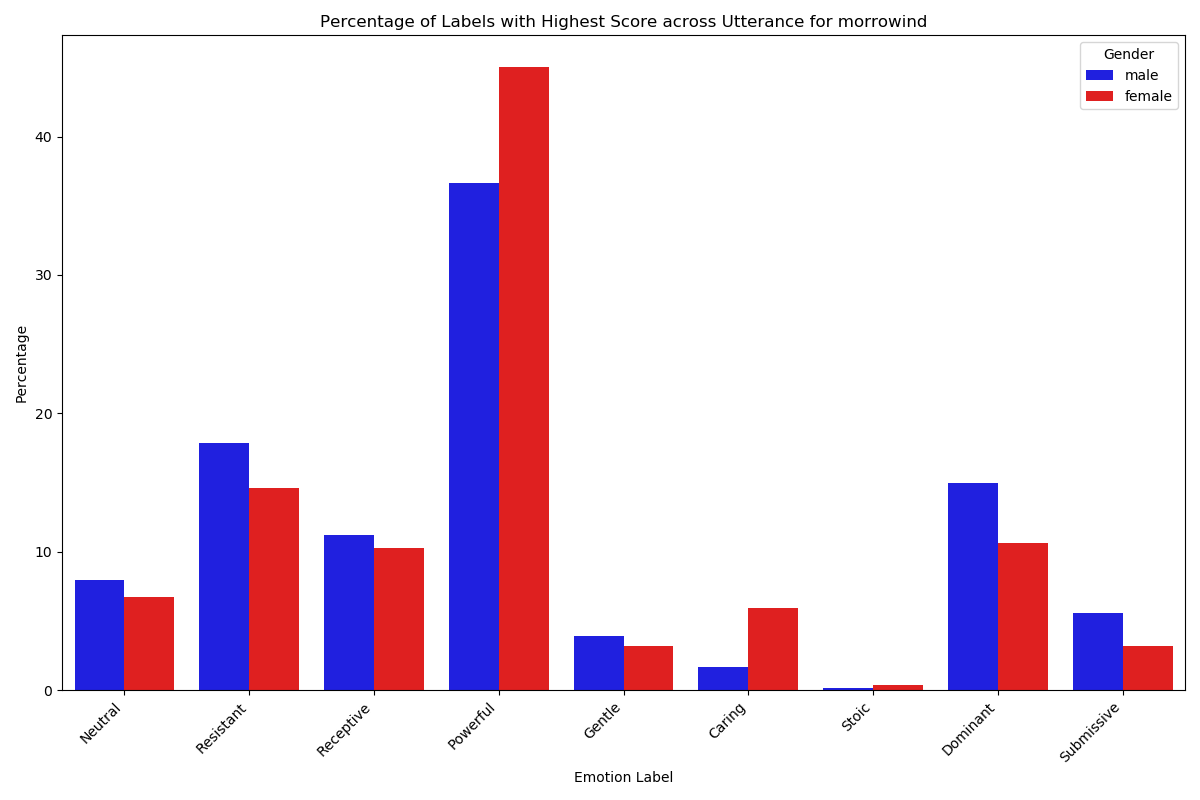 Percentage of Labels with Highest Score across Utterance for morrowind
Gender
male
female
Percentage
40
30
20
10
0
Neutral
Resistant
Receptive
Powerful
Gentle
Caring
Stoic
Dominant
Submissive
Emotion Label